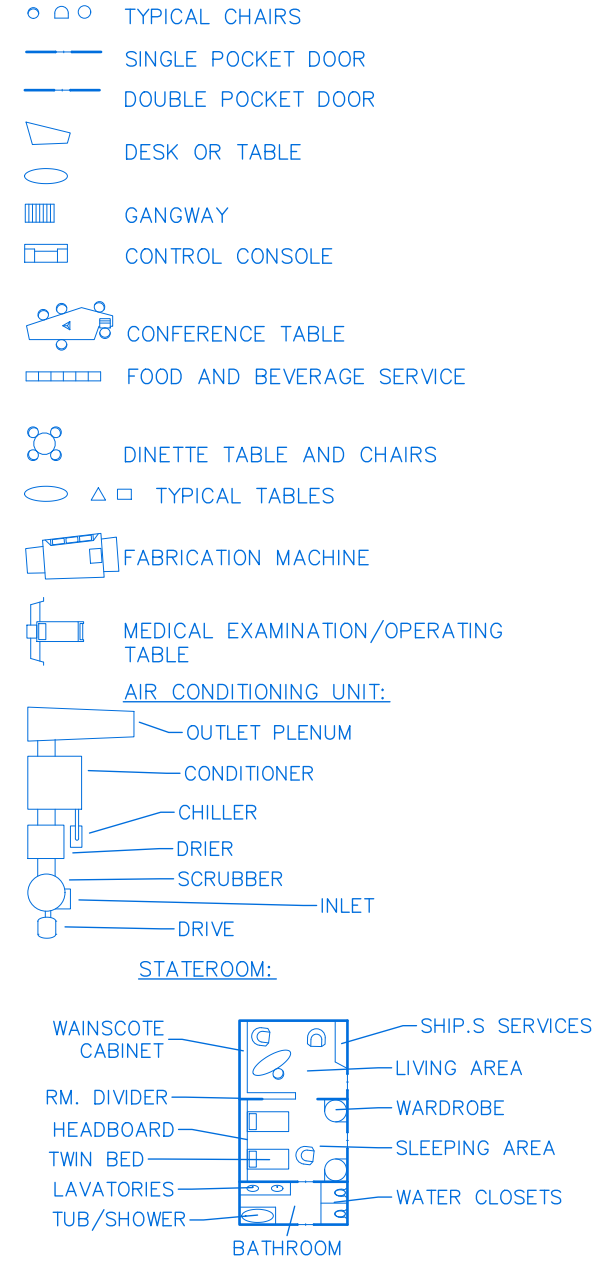 TYPICAL CHAIRS
SINGLE POCKET DOOR
DOUBLE POCKET DOOR
DESK OR TABLE
GANGWAY
CONTROL CONSOLE
CONFERENCE TABLE
FOOD AND BEVERAGE SERVICE
DINETTE TABLE AND CHAIRS
TYPICAL TABLES
FABRICATION MACHINE
MEDICAL EXAMINATION/OPERATING
TABLE
AIR CONDITIONING UNIT:
OUTLET PLENUM
CONDITIONER
CHILLER
DRIER
SCRUBBER
INLET
DRIVE
STATEROOM:
WAINSCOTE
CABINET
RM. DIVIDER
HEADBOARD
TWIN BED
LAVATORIES
TUB/SHOWER
BATHROOM
SHIP.S SERVICES
LIVING AREA
WARDROBE
SLEEPING AREA
WATER CLOSETS